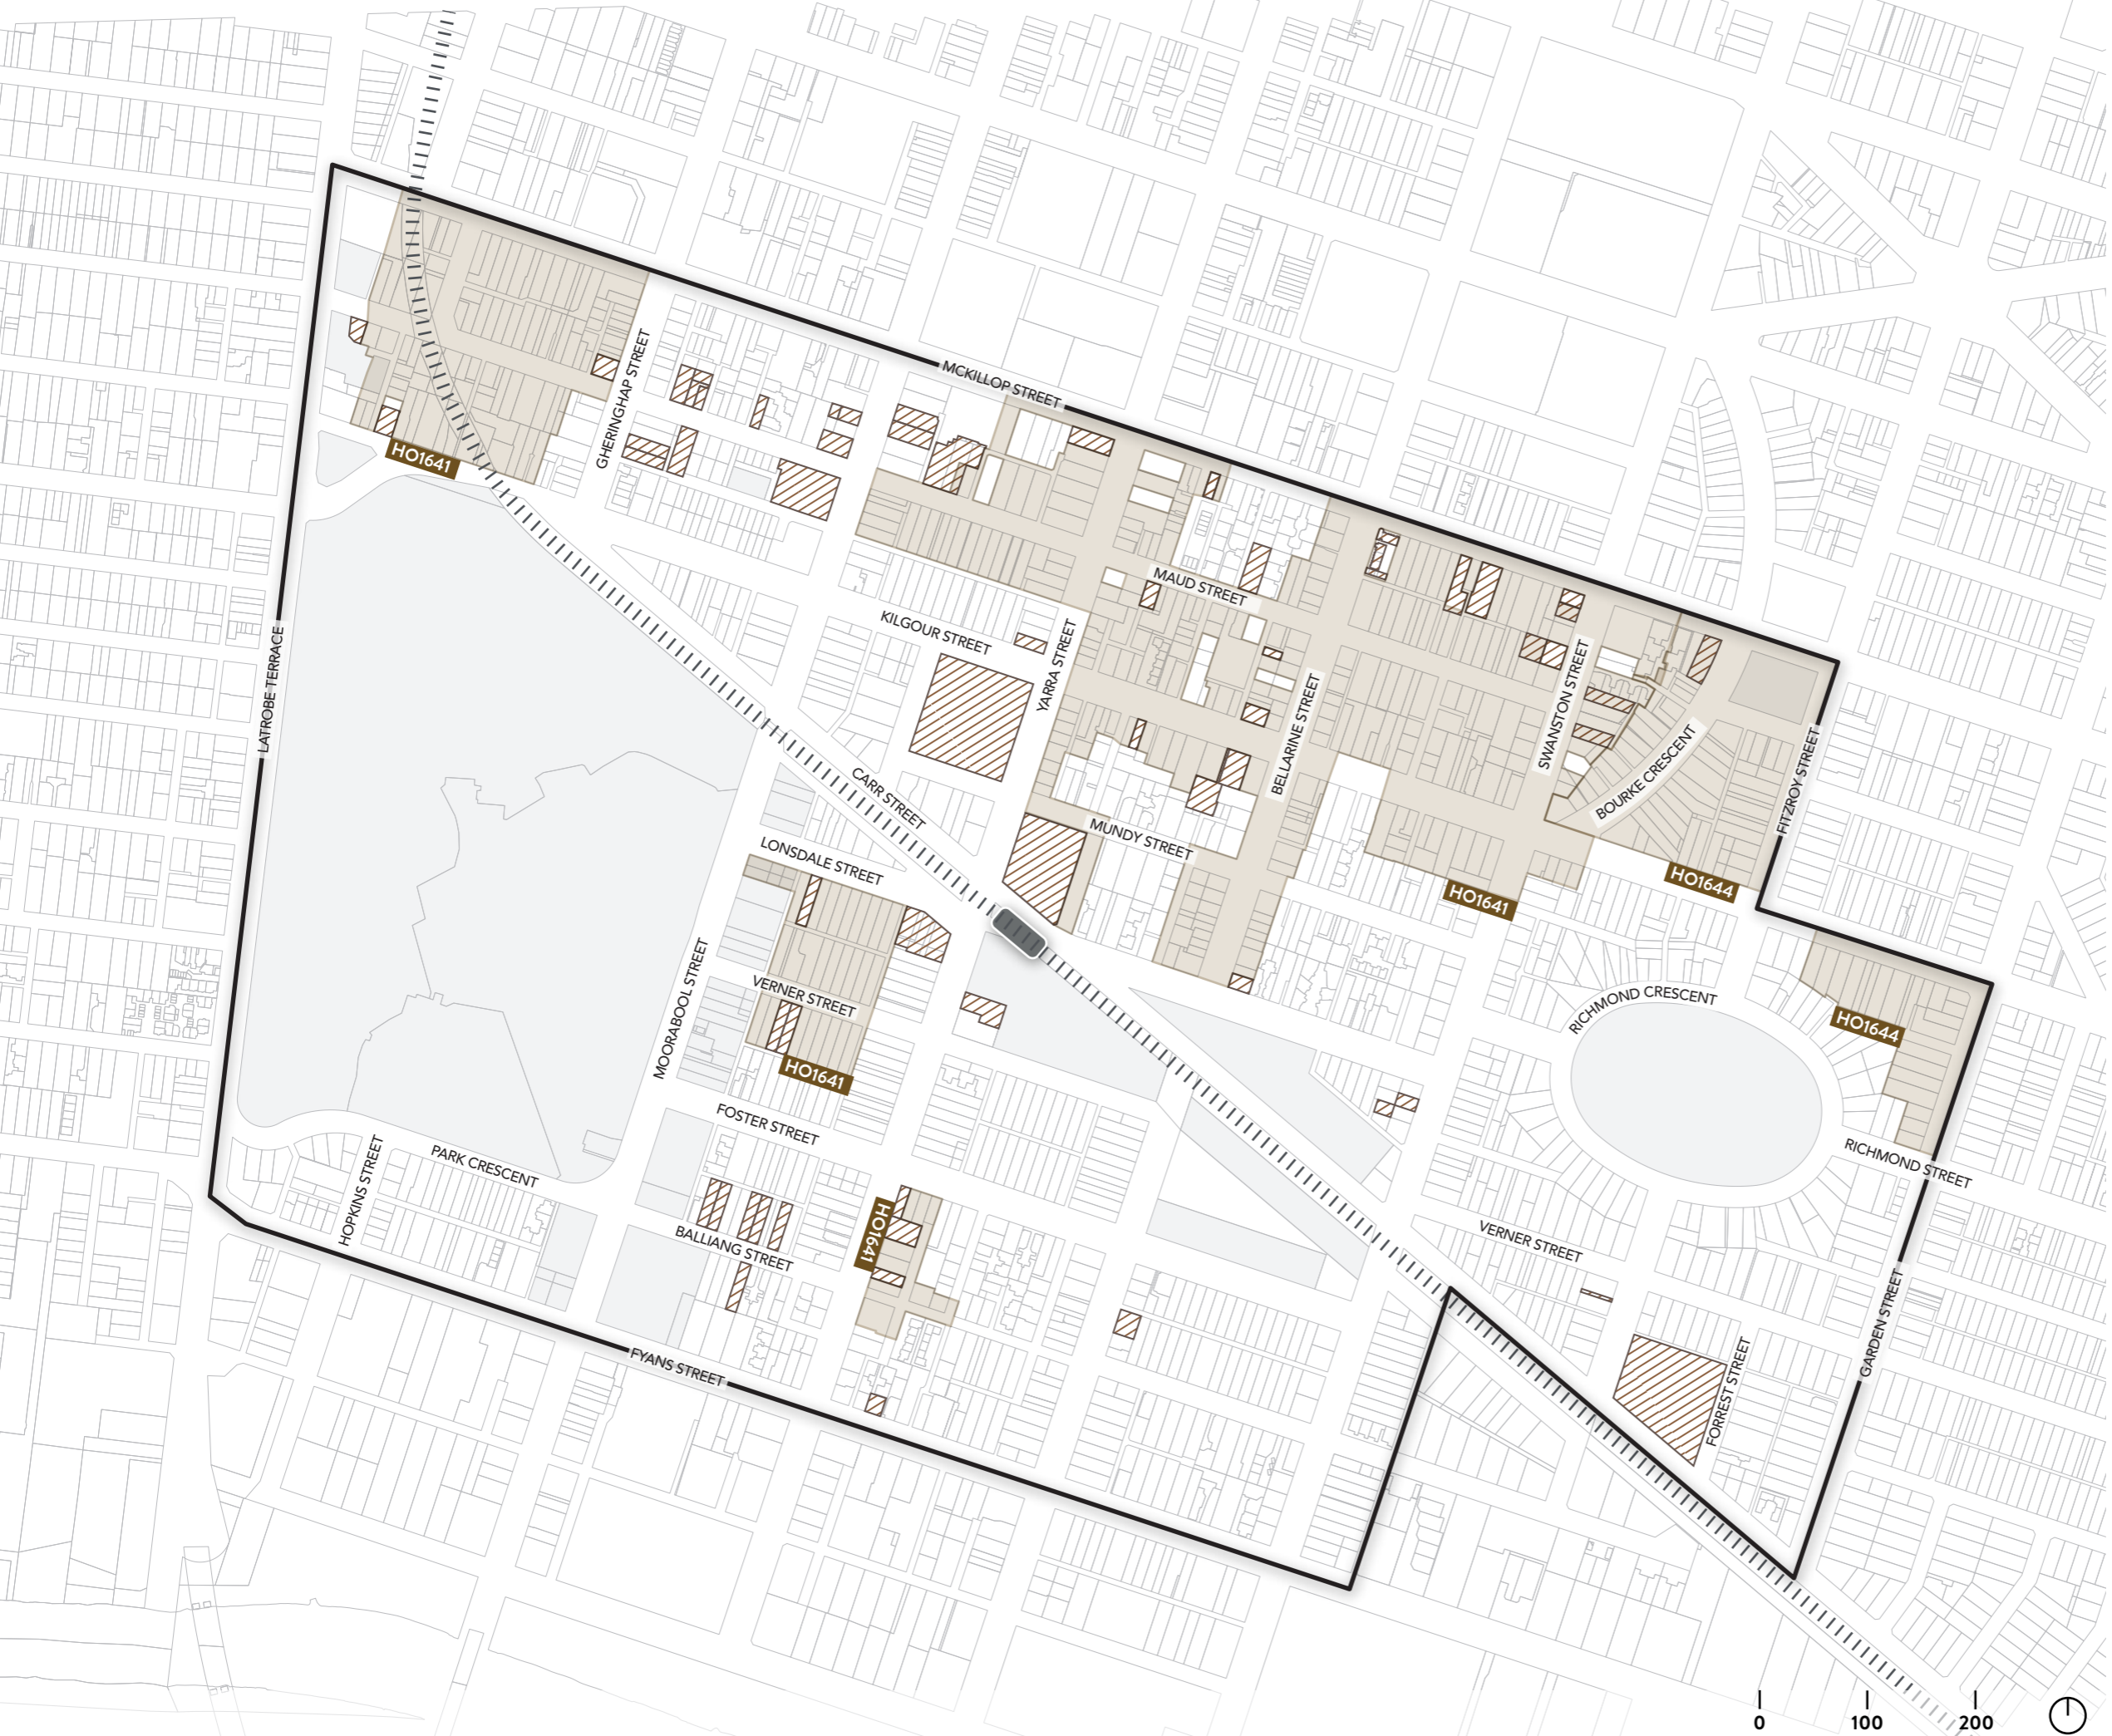 MCKILLOP STREET
GHERINGHAP STREET
HO1641
MAUD STREET
KILGOUR STREET
YARRA STREET
LATROBE TERRACE
BELLARINE STREET
SWANSTON STREET
BOURKE CRESCENT
FITZROY STREET
CARR STREET
MUNDY STREET
LONSDALE STREET
HO1641
HO1644
MOORABOOL STREET
VERNER STREET
RICHMOND CRESCENT
HO1644
HO1641
FOSTER STREET
PARK CRESCENT
HOPKINS STREET
RICHMOND STREET
HO1641
BALLIANG STREET
VERNER STREET
GARDEN STREET
FYANS STREET
FORREST STREET
0
100
200